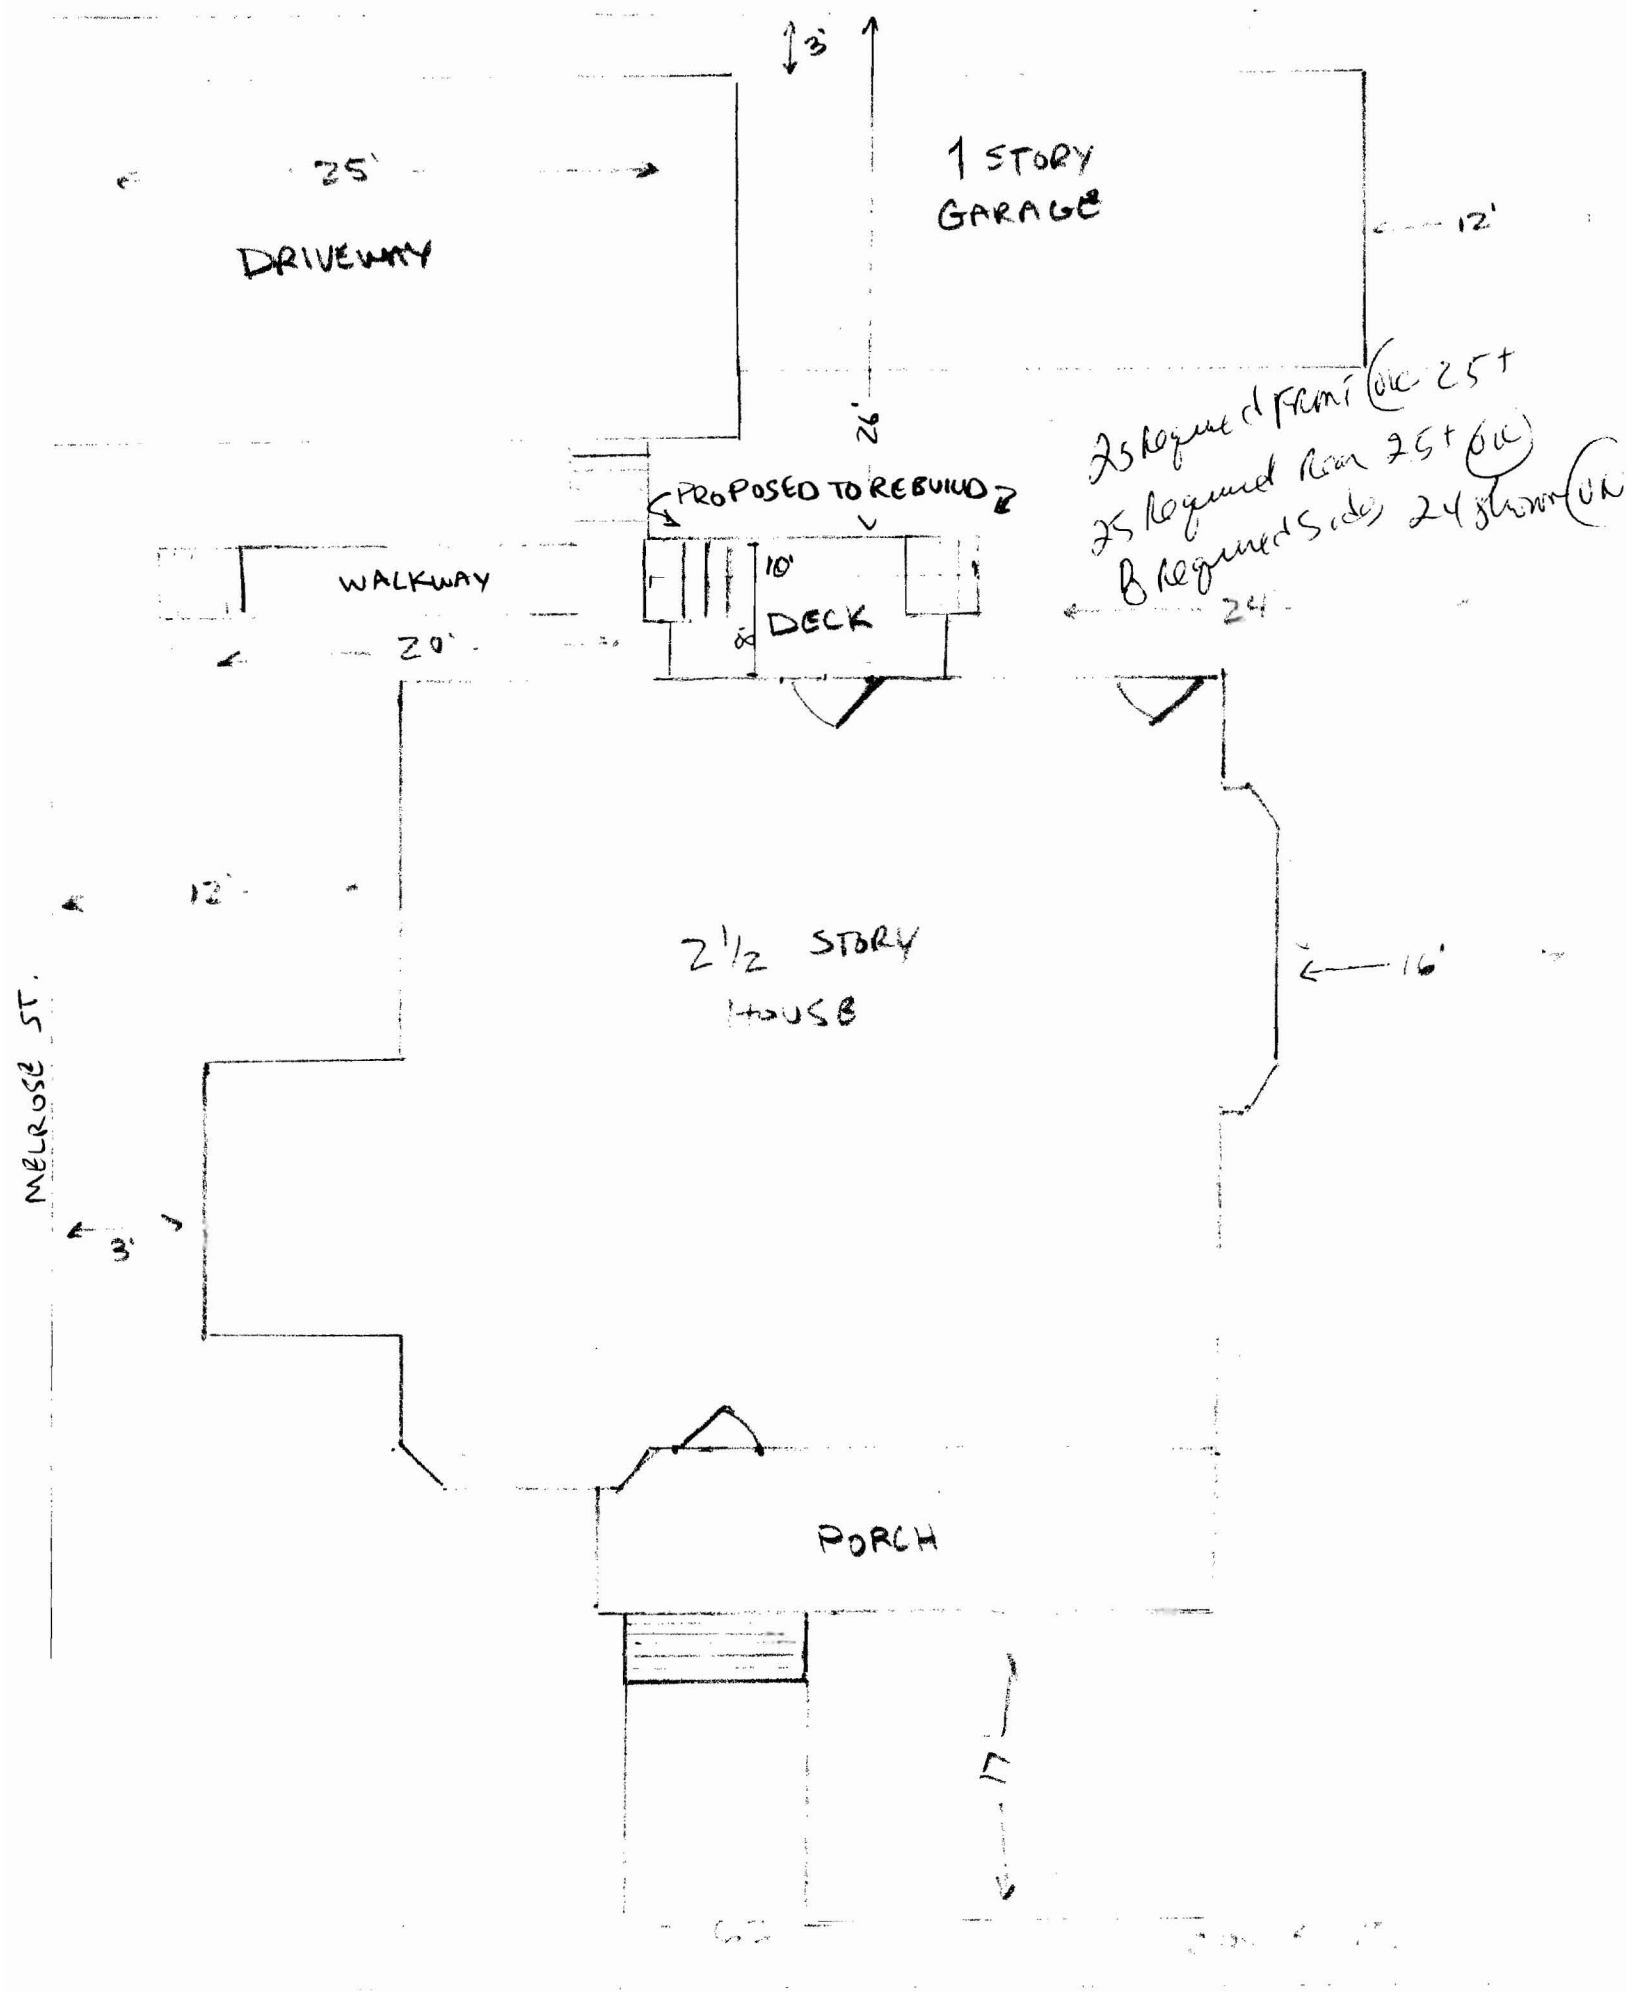 3'
25'
1 STORY
GARAGE
12'
DRIVEWAY
26'
25 Required Front OK 25+
25 Required Rear 25+ OK
8 Required Sides 24 shown OK
PROPOSED TO REBUILD
10'
WALKWAY
DECK
24'
20'
12'
2 1/2 STORY
HOUSE
16'
MELROSE ST.
3'
PORCH
17